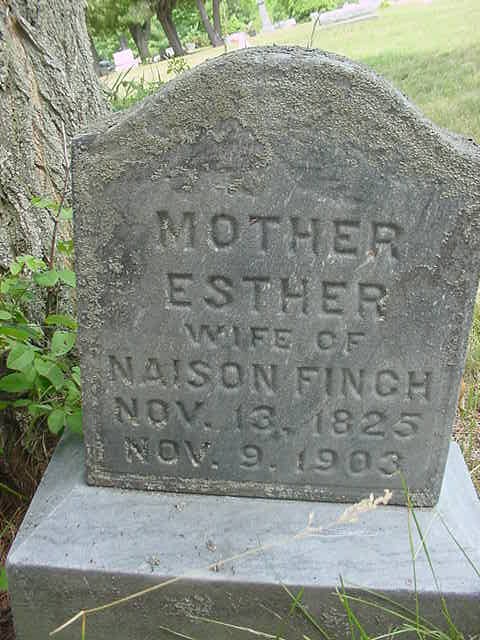 MOTHER
ESTHER
WIFE OF
NAISON FINCH
NOV. 13, 1825
NOV. 9. 1903